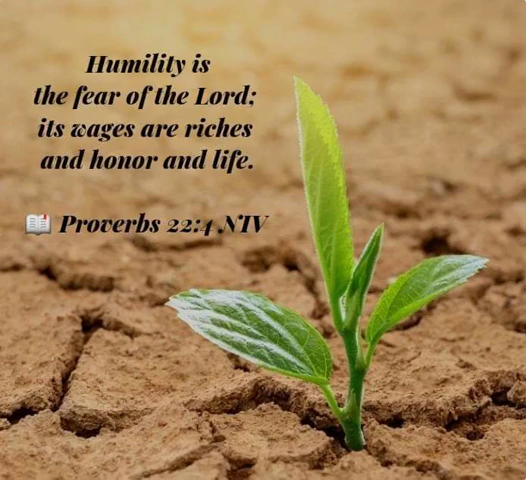 Humility is
the fear of the Lord;
its wages are riches
and honor and life.
📖 Proverbs 22:4 NIV